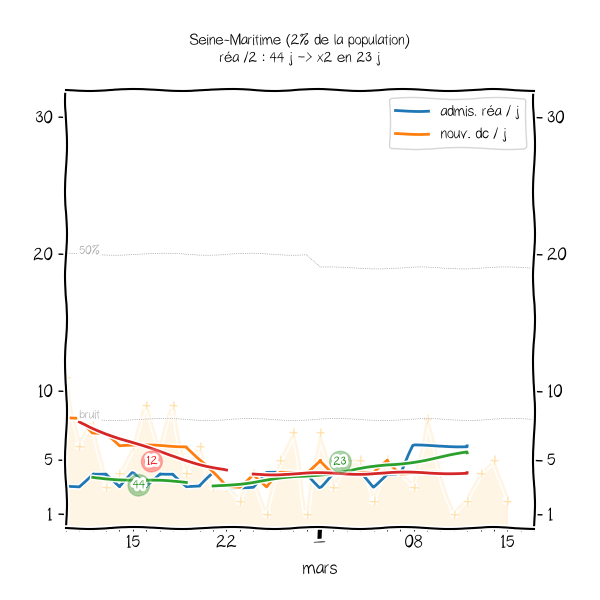 Seine-Maritime (2% de la population)
réa /2 : 44 j -> x2 en 23 j
admis. réa / j
nouv. dc / j
30 30
20 20
50%
10 10
bruit
5 12 23 5
44
1 1
15 22 1 08 15
mars